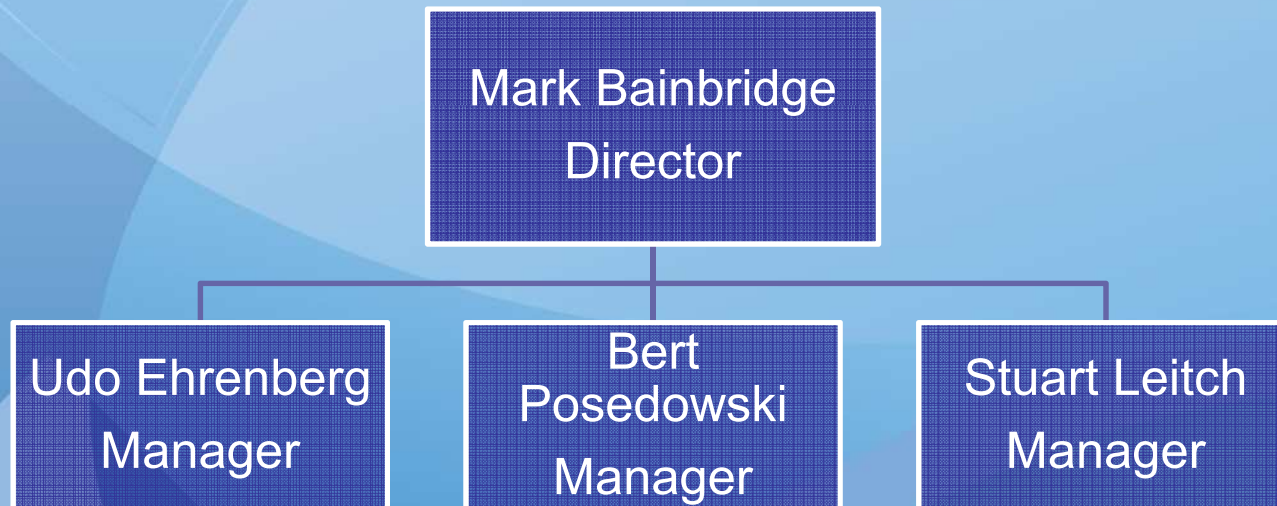 Mark Bainbridge
Director
Udo Ehrenberg
Manager
Bert
Posedowski
Manager
Stuart Leitch
Manager